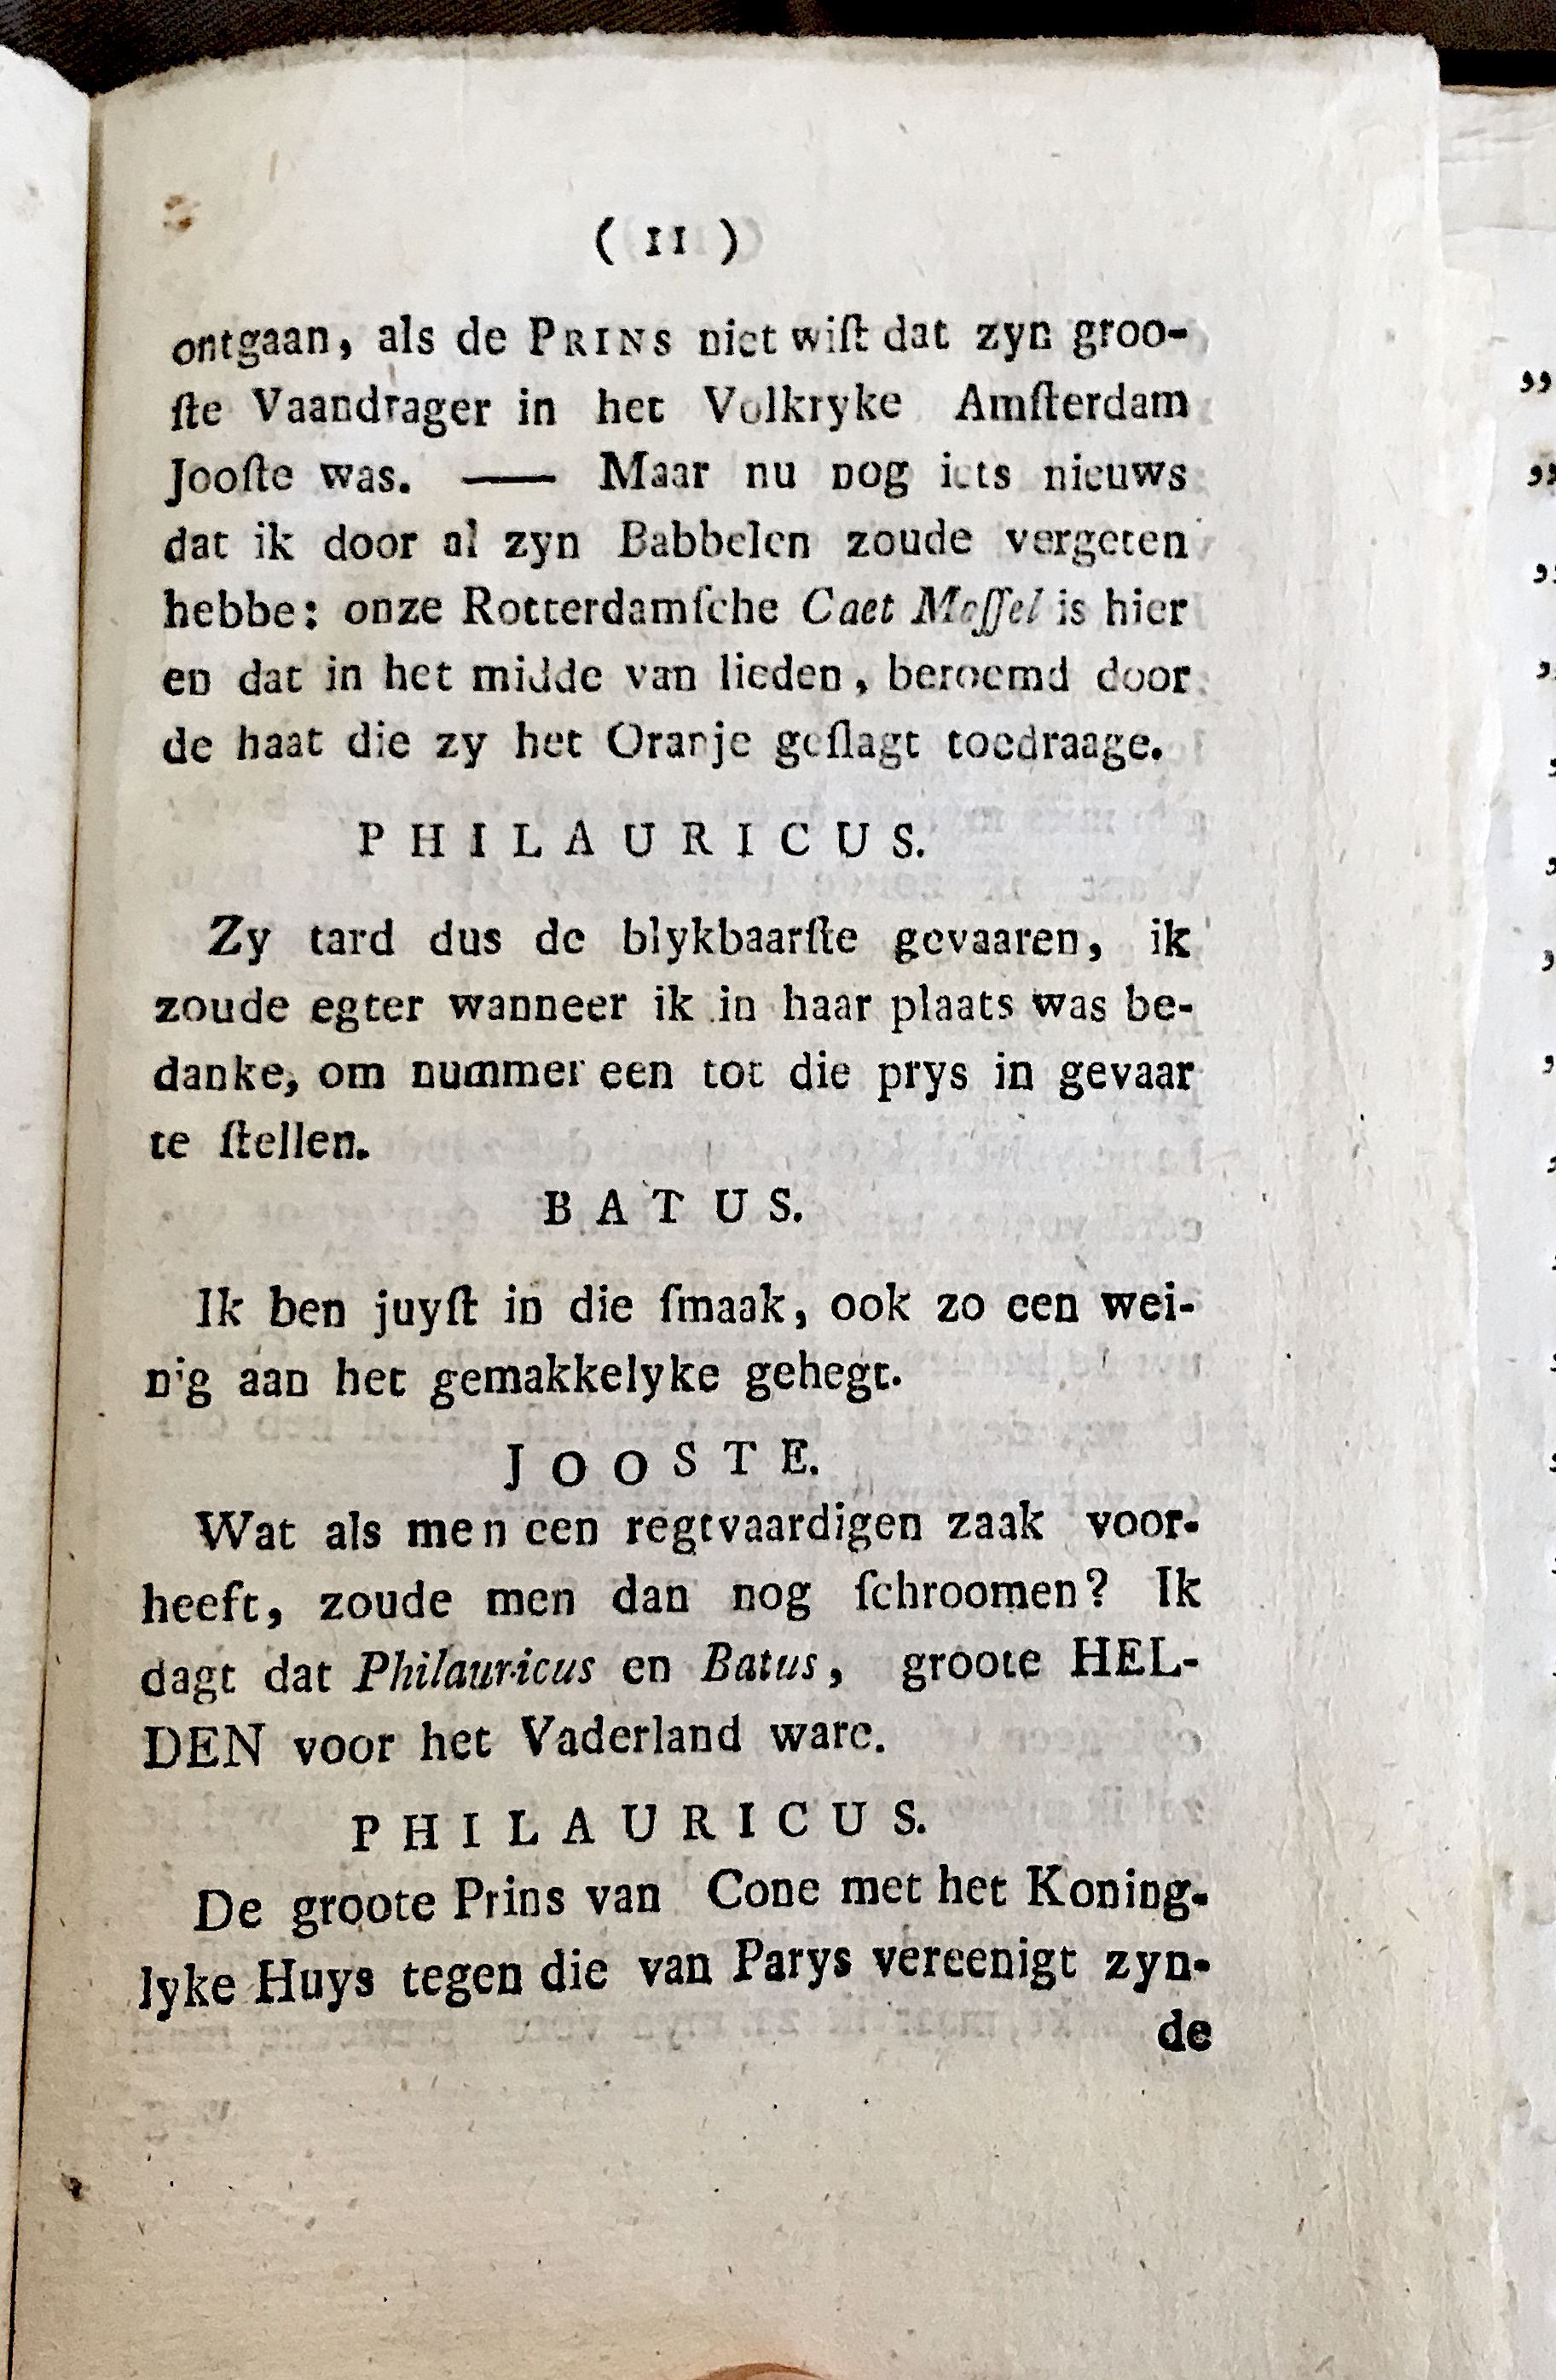 ( 11 )
ontgaan, als de PRINS niet wiſt dat zyn groo-
ſte Vaandrager in het Volkryke Amſterdam
Jooſte was. —— Maar nu nog iets nieuws
dat ik door al zyn Babbelen zoude vergeten
hebbe: onze Rotterdamſche Caet Moſſel is hier
en dat in het midde van lieden, beroemd door
de haat die zy het Oranje geſlagt toedraage.
PHILAURICUS.
Zy tard dus de blykbaarſte gevaaren, ik
zoude egter wanneer ik in haar plaats was be-
danke, om nummer een tot die prys in gevaar
te ſtellen.
BATUS.
Ik ben juyſt in die ſmaak, ook zo een wei-
nig aan het gemakkelyke gehegt.
JOOSTE.
Wat als men een regtvaardigen zaak voor-
heeft, zoude men dan nog ſchroomen? Ik
dagt dat Philauricus en Batus, groote HEL-
DEN voor het Vaderland ware.
PHILAURICUS.
De groote Prins van Cone met het Koning-
lyke Huys tegen die van Parys vereenigt zyn-
de